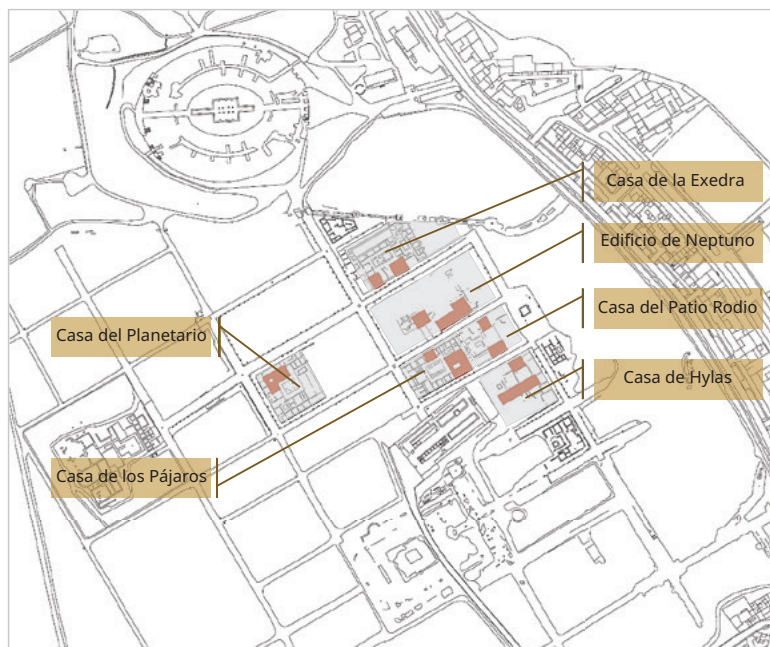 Casa de la Exedra
Edificio de Neptuno
Casa del Patio Rodio
Casa del Planetario
Casa de Hylas
Casa de los Pájaros